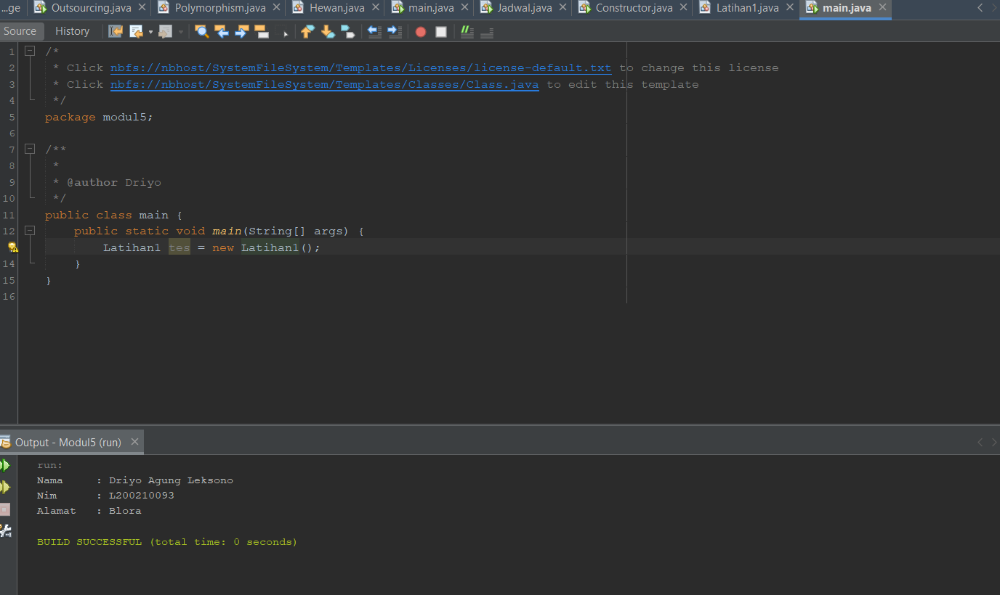 ...ge Outsourcing.java Polymorphism.java Hewan.java main.java Jadwal.java Constructor.java Latihan1.java main.java
Source History
1 /*
2 * Click nbfs://nbhost/SystemFileSystem/Templates/Licenses/license-default.txt to change this license
3 * Click nbfs://nbhost/SystemFileSystem/Templates/Classes/Class.java to edit this template
4 */
5 package modul5;
6
7 /**
8 *
9 * @author Driyo
10 */
11 public class main {
12 public static void main(String[] args) {
Latihan1 tes = new Latihan1();
14 }
15 }
16
Output - Modul5 (run)
run:
Nama : Driyo Agung Leksono
Nim : L200210093
Alamat : Blora
BUILD SUCCESSFUL (total time: 0 seconds)